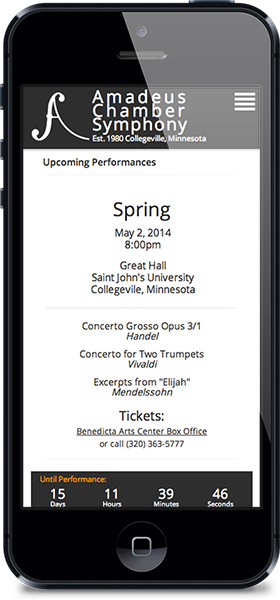 Amadeus
Chamber
Symphony
Est. 1980 Collegeville, Minnesota
Upcoming Performances
Spring
May 2, 2014
8:00pm
Great Hall
Saint John's University
Collegevile, Minnesota
Concerto Grosso Opus 3/1
Handel
Concerto for Two Trumpets
Vivaldi
Excerpts from "Elijah"
Mendelssohn
Tickets:
Benedicta Arts Center Box Office
or call (320) 363-5777
Until Performance:
15 11 39 46
Days Hours Minutes Seconds